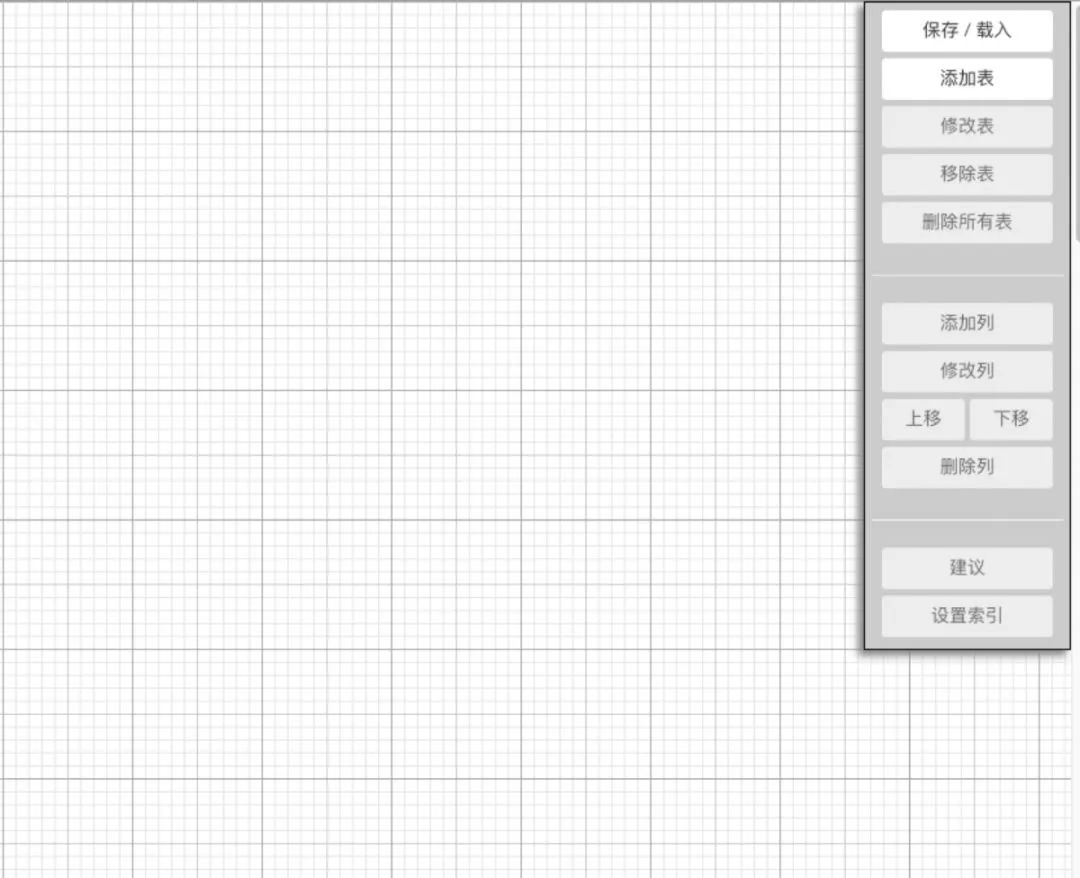 保存 / 载入
添加表
修改表
移除表
删除所有表
添加列
修改列
上移 下移
删除列
建议
设置索引